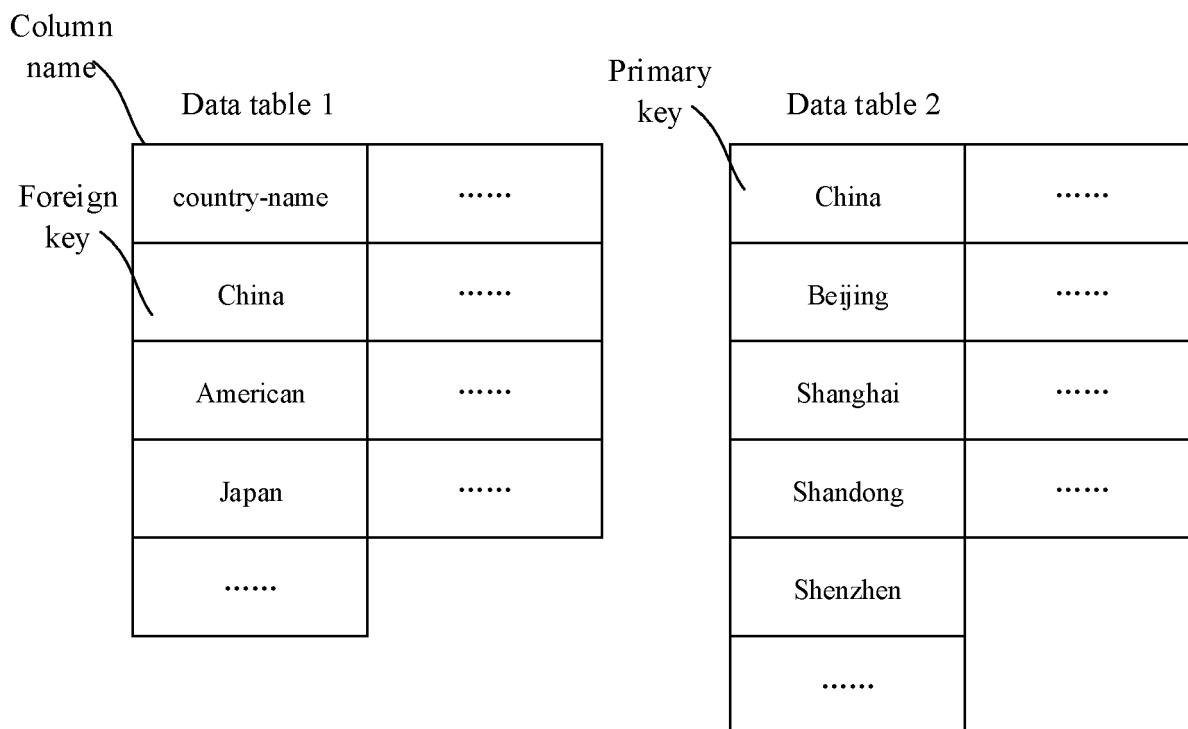 Column
name
Data table 1
Foreign
key
country-name ······
China ······
American ······
Japan ······
······
Primary
key
Data table 2
China ······
Beijing ······
Shanghai ······
Shandong ······
Shenzhen
······